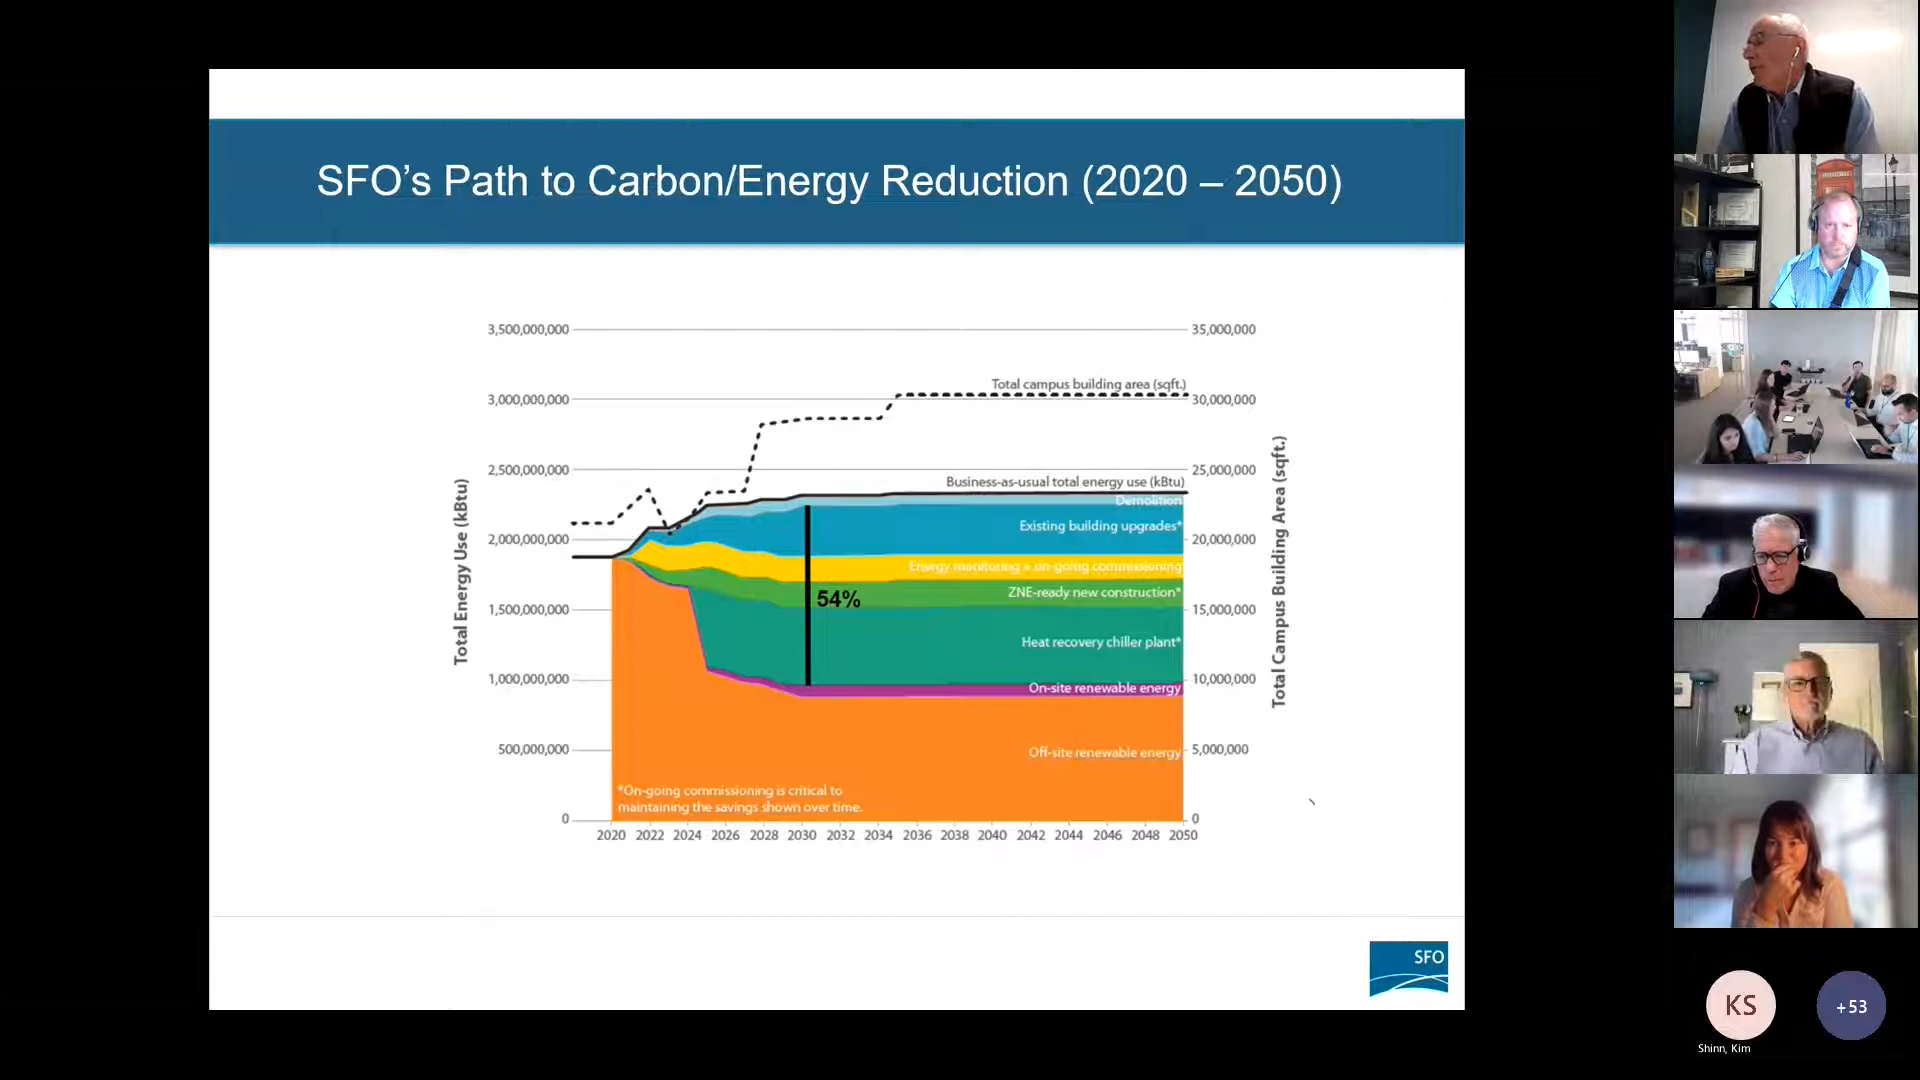 SFO’s Path to Carbon/Energy Reduction (2020 – 2050)
3,500,000,000
35,000,000
Total campus building area (sqft.)
3,000,000,000
30,000,000
2,500,000,000
25,000,000
Business-as-usual total energy use (kBtu)
Demolition
Existing building upgrades*
2,000,000,000
20,000,000
Energy monitoring + on-going commissioning
ZNE-ready new construction*
54%
1,500,000,000
15,000,000
Heat recovery chiller plant*
1,000,000,000
10,000,000
On-site renewable energy
500,000,000
5,000,000
Off-site renewable energy
*On-going commissioning is critical to
maintaining the savings shown over time.
0
0
2020 2022 2024 2026 2028 2030 2032 2034 2036 2038 2040 2042 2044 2046 2048 2050
Total Energy Use (kBtu)
Total Campus Building Area (sqft.)
SFO
KS
+53
Shinn, Kim